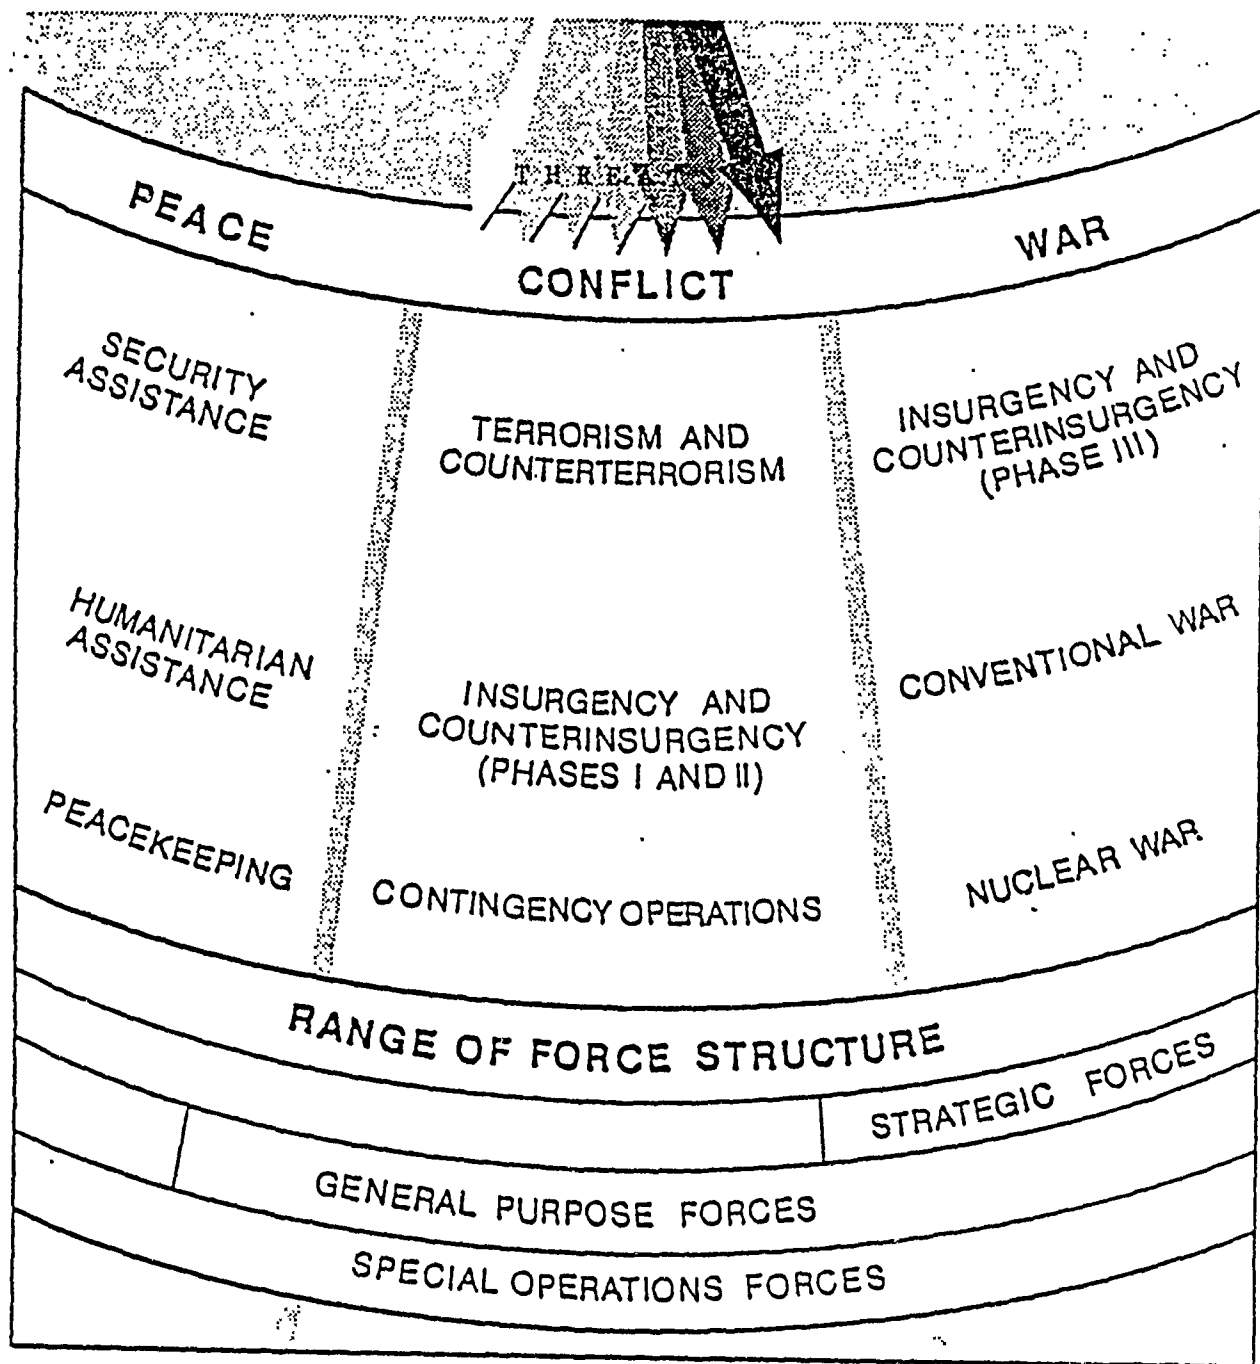 THREAT
PEACE
CONFLICT
WAR
SECURITY
ASSISTANCE
HUMANITARIAN
ASSISTANCE
PEACEKEEPING
TERRORISM AND
COUNTERTERRORISM
INSURGENCY AND
COUNTERINSURGENCY
(PHASES I AND II)
CONTINGENCY OPERATIONS
INSURGENCY AND
COUNTERINSURGENCY
(PHASE III)
CONVENTIONAL WAR
NUCLEAR WAR
RANGE OF FORCE STRUCTURE
STRATEGIC FORCES
GENERAL PURPOSE FORCES
SPECIAL OPERATIONS FORCES